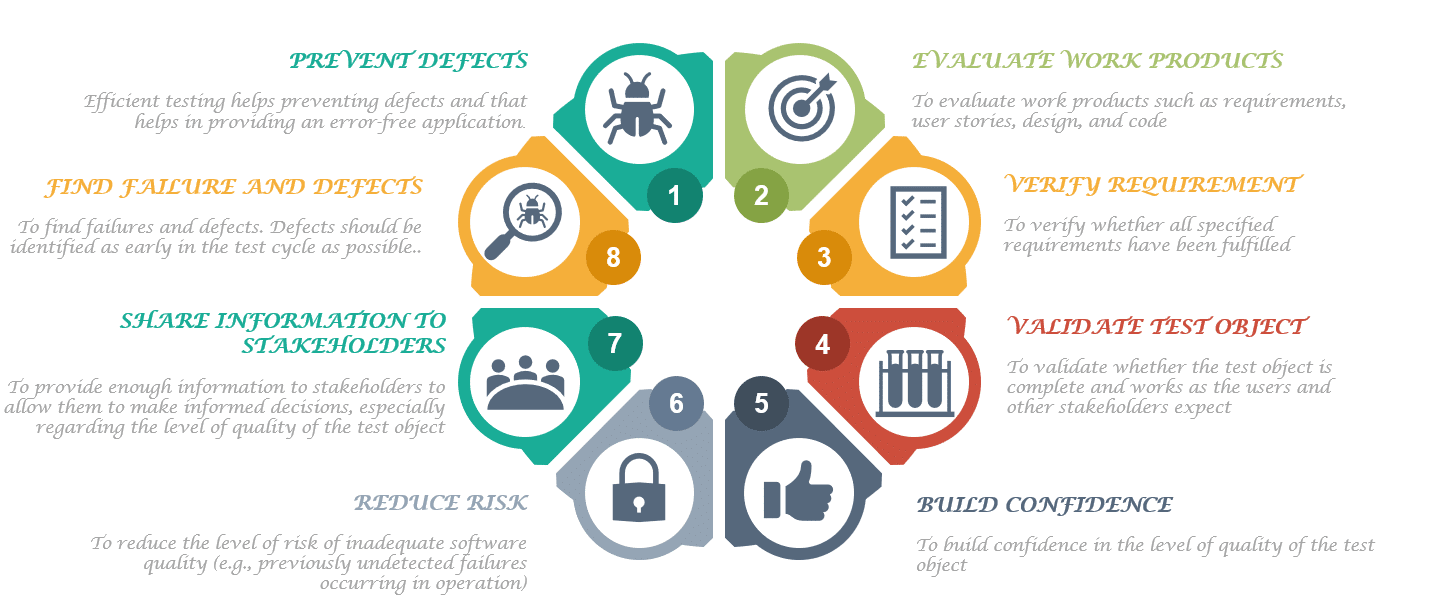 PREVENT DEFECTS
Efficient testing helps preventing defects and that
helps in providing an error-free application.
1
EVALUATE WORK PRODUCTS
To evaluate work products such as requirements,
user stories, design, and code
2
VERIFY REQUIREMENT
To verify whether all specified
requirements have been fulfilled
3
VALIDATE TEST OBJECT
To validate whether the test object is
complete and works as the users and
other stakeholders expect
4
BUILD CONFIDENCE
To build confidence in the level of quality of the test
object
5
REDUCE RISK
To reduce the level of risk of inadequate software
quality (e.g., previously undetected failures
occurring in operation)
6
SHARE INFORMATION TO
STAKEHOLDERS
To provide enough information to stakeholders to
allow them to make informed decisions, especially
regarding the level of quality of the test object
7
FIND FAILURE AND DEFECTS
To find failures and defects. Defects should be
identified as early in the test cycle as possible..
8